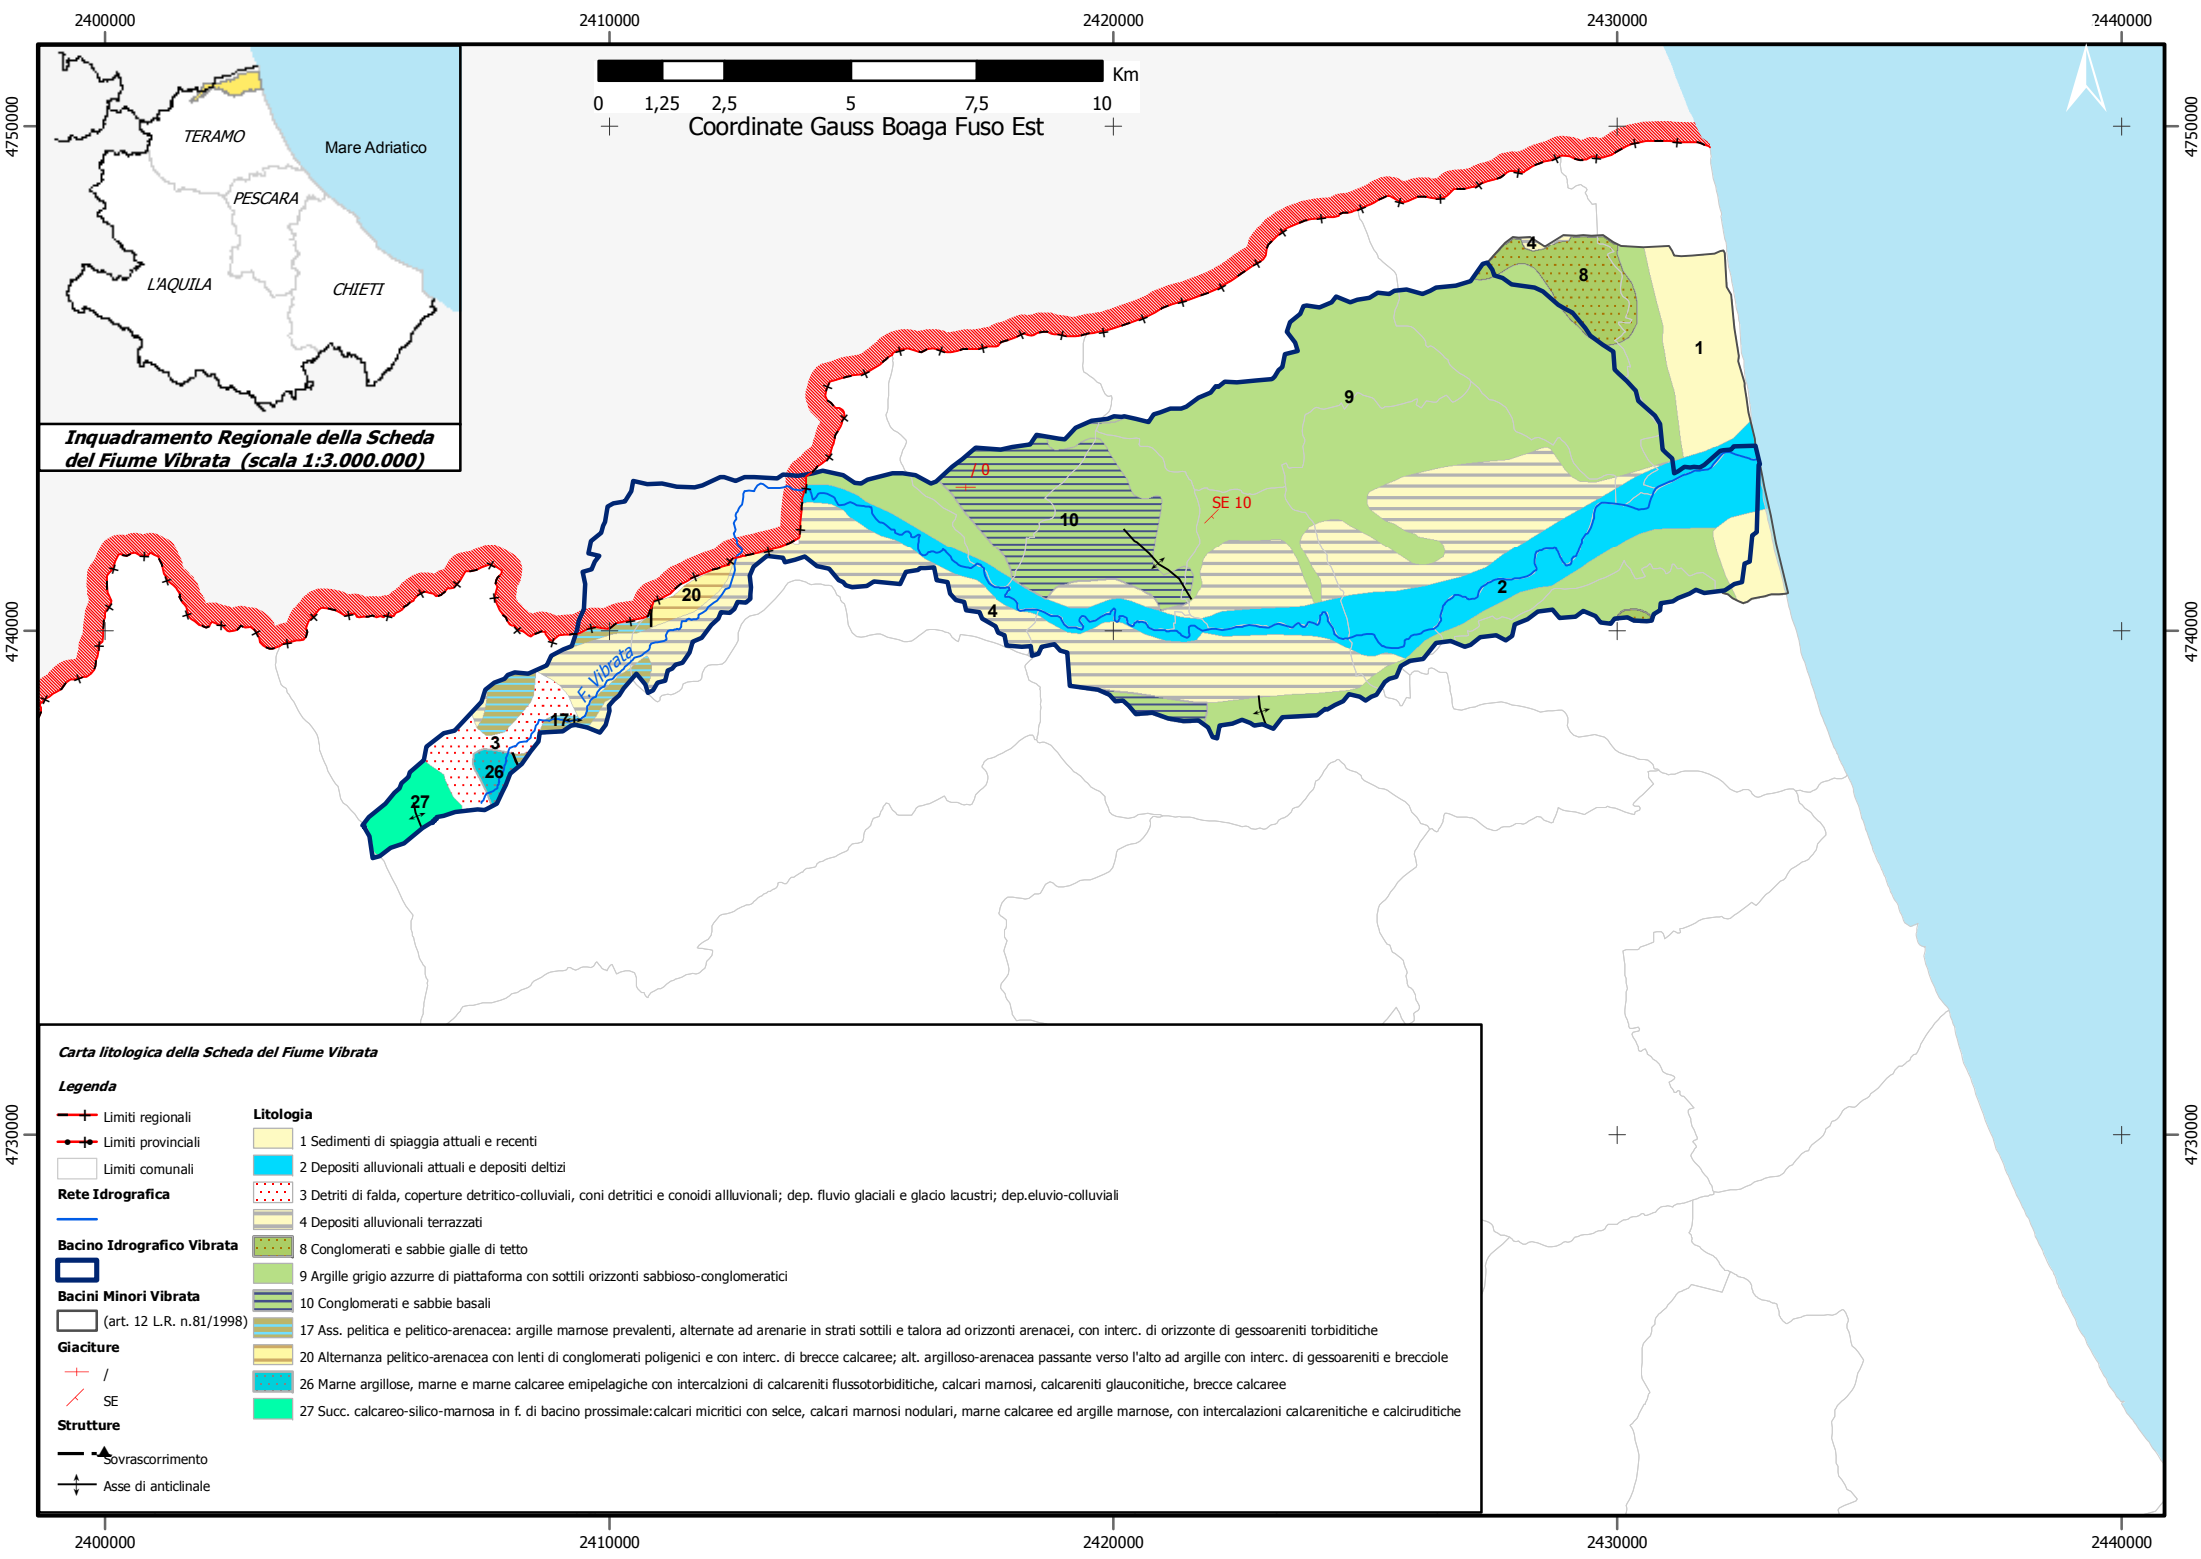 2400000
2410000
2420000
2430000
2440000
4750000
4750000
4740000
4740000
4730000
4730000
TERAMO
Mare Adriatico
PESCARA
L'AQUILA
CHIETI
Inquadramento Regionale della Scheda
del Fiume Vibrata (scala 1:3.000.000)
Km
0 1,25 2,5 5 7,5 10
Coordinate Gauss Boaga Fuso Est
4
8
1
9
/ 0
SE 10
10
2
20
4
F. Vibrata
17
3
26
27
Carta litologica della Scheda del Fiume Vibrata
Legenda
Limiti regionali
Limiti provinciali
Limiti comunali
Rete Idrografica
Bacino Idrografico Vibrata
Bacini Minori Vibrata
(art. 12 L.R. n.81/1998)
Giaciture
/
SE
Strutture
Sovrascorrimento
Asse di anticlinale
Litologia
1 Sedimenti di spiaggia attuali e recenti
2 Depositi alluvionali attuali e depositi deltizi
3 Detriti di falda, coperture detritico-colluviali, coni detritici e conoidi allluvionali; dep. fluvio glaciali e glacio lacustri; dep.eluvio-colluviali
4 Depositi alluvionali terrazzati
8 Conglomerati e sabbie gialle di tetto
9 Argille grigio azzurre di piattaforma con sottili orizzonti sabbioso-conglomeratici
10 Conglomerati e sabbie basali
17 Ass. pelitica e pelitico-arenacea: argille marnose prevalenti, alternate ad arenarie in strati sottili e talora ad orizzonti arenacei, con interc. di orizzonte di gessoareniti torbiditiche
20 Alternanza pelitico-arenacea con lenti di conglomerati poligenici e con interc. di brecce calcaree; alt. argilloso-arenacea passante verso l'alto ad argille con interc. di gessoareniti e brecciole
26 Marne argillose, marne e marne calcaree emipelagiche con intercalzioni di calcareniti flussotorbiditiche, calcari marnosi, calcareniti glauconitiche, brecce calcaree
27 Succ. calcareo-silico-marnosa in f. di bacino prossimale:calcari micritici con selce, calcari marnosi nodulari, marne calcaree ed argille marnose, con intercalazioni calcarenitiche e calciruditiche
2400000
2410000
2420000
2430000
2440000